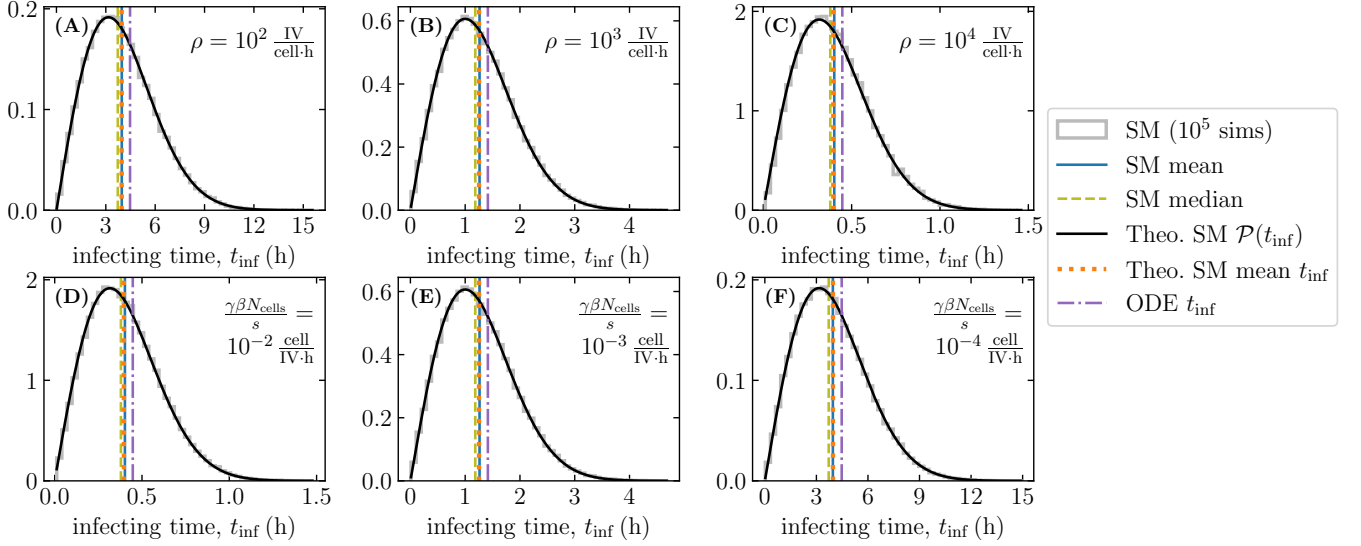 (A)
ρ = 10² IV/cell·h
0.2
0.1
0.0
0 3 6 9 12 15
infecting time, t_inf (h)
(B)
ρ = 10³ IV/cell·h
0.6
0.4
0.2
0.0
0 1 2 3 4
infecting time, t_inf (h)
(C)
ρ = 10⁴ IV/cell·h
2
1
0
0.0 0.5 1.0 1.5
infecting time, t_inf (h)
(D)
γβN_cells/s =
10⁻² cell/IV·h
2
1
0
0.0 0.5 1.0 1.5
infecting time, t_inf (h)
(E)
γβN_cells/s =
10⁻³ cell/IV·h
0.6
0.4
0.2
0.0
0 1 2 3 4
infecting time, t_inf (h)
(F)
γβN_cells/s =
10⁻⁴ cell/IV·h
0.2
0.1
0.0
0 3 6 9 12 15
infecting time, t_inf (h)
SM (10⁵ sims)
SM mean
SM median
Theo. SM 𝒫(t_inf)
Theo. SM mean t_inf
ODE t_inf